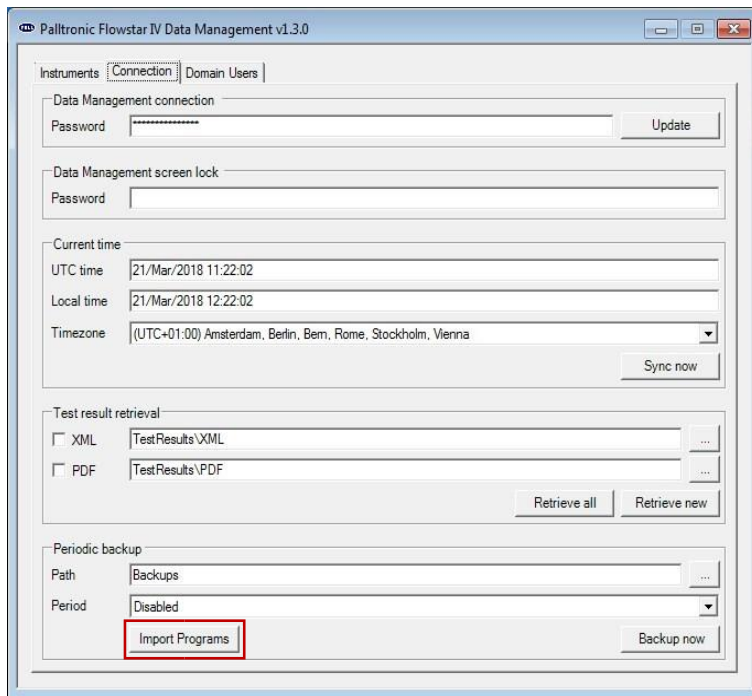 Palltronic Flowstar IV Data Management v1.3.0
Instruments Connection Domain Users
Data Management connection
Password **************** Update
Data Management screen lock
Password
Current time
UTC time 21/Mar/2018 11:22:02
Local time 21/Mar/2018 12:22:02
Timezone (UTC+01:00) Amsterdam, Berlin, Bern, Rome, Stockholm, Vienna
Sync now
Test result retrieval
XML TestResults\XML ...
PDF TestResults\PDF ...
Retrieve all Retrieve new
Periodic backup
Path Backups ...
Period Disabled
Import Programs Backup now